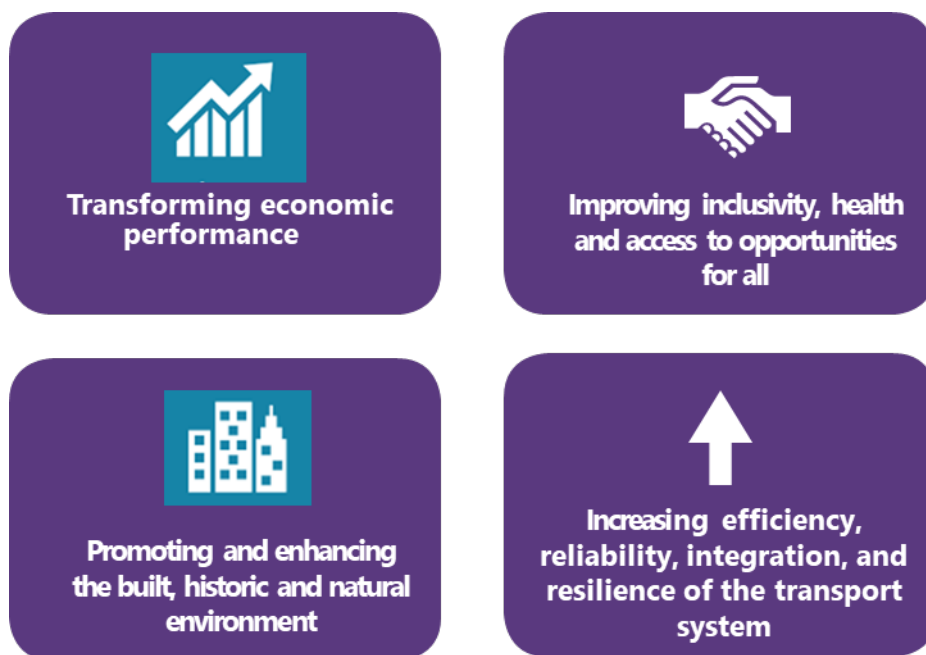 Transforming economic
performance
Improving inclusivity, health
and access to opportunities
for all
Promoting and enhancing
the built, historic and natural
environment
Increasing efficiency,
reliability, integration, and
resilience of the transport
system